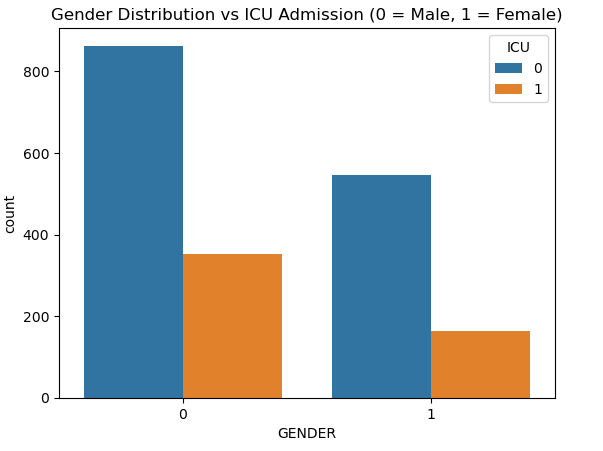 Gender Distribution vs ICU Admission (0 = Male, 1 = Female)
ICU
0
1
800
600
400
200
0
count
0 1
GENDER